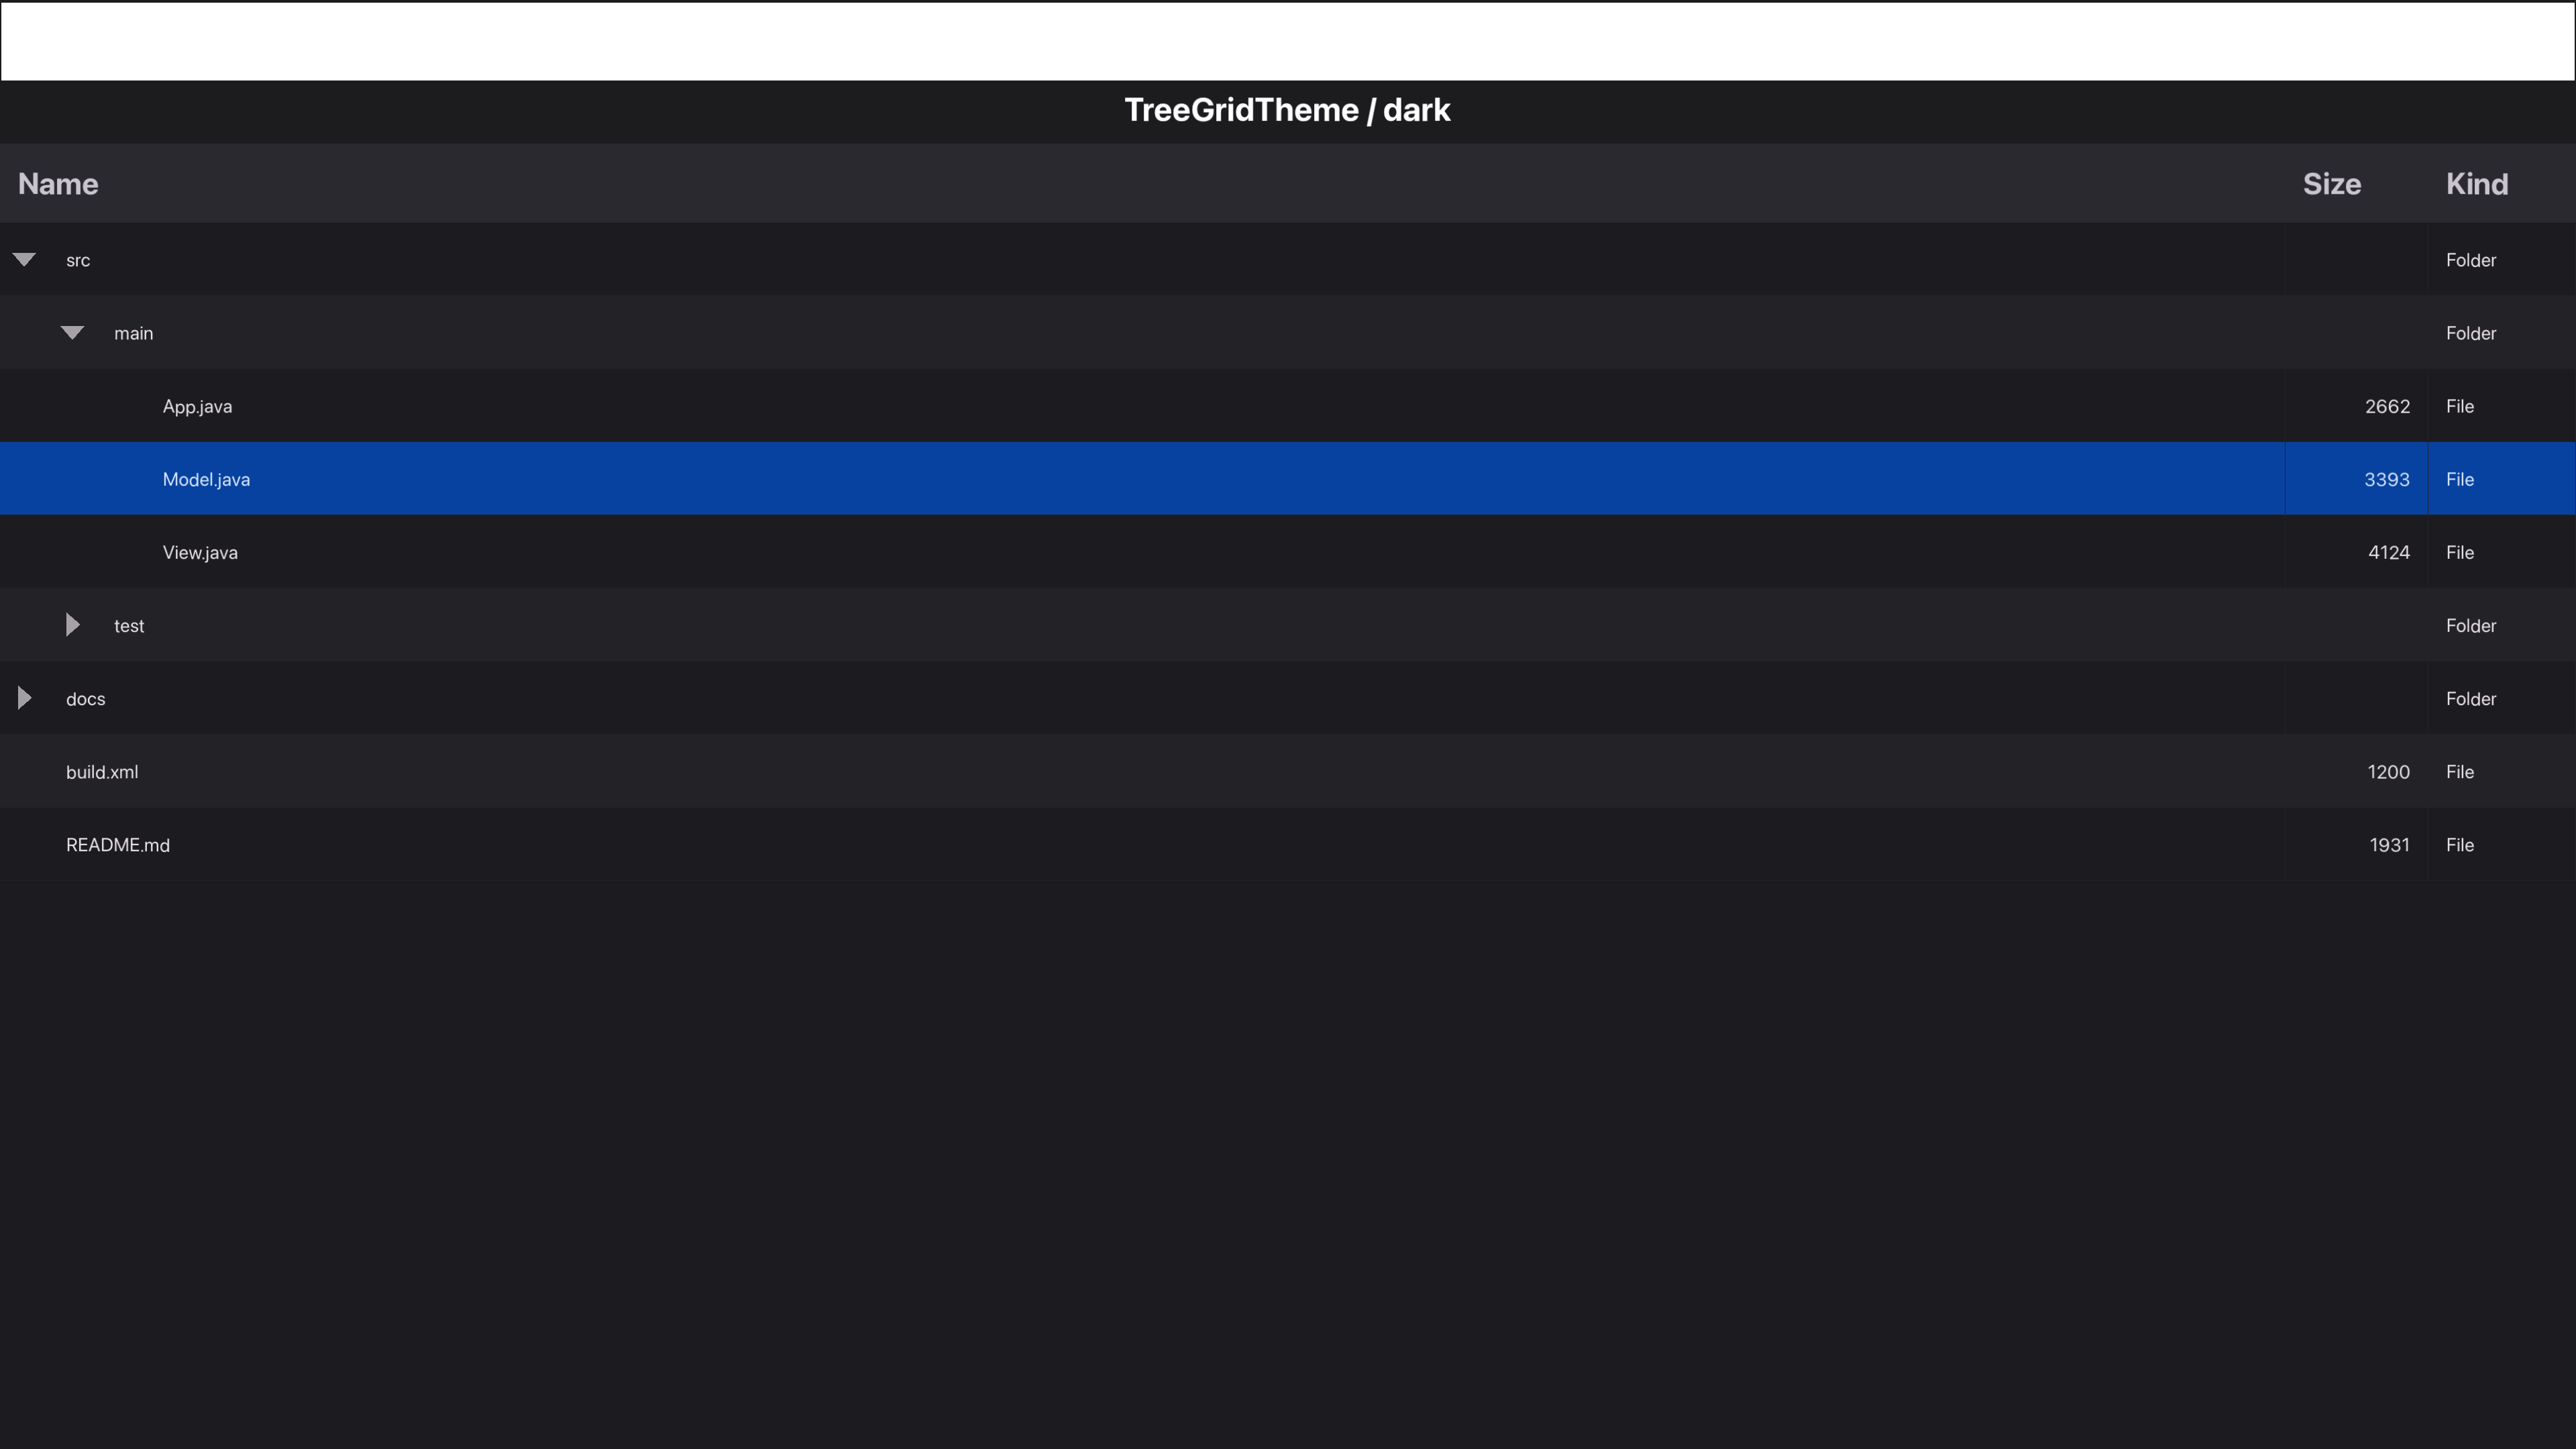 TreeGridTheme / dark
Name Size Kind
src Folder
main Folder
App.java 2662 File
Model.java 3393 File
View.java 4124 File
test Folder
docs Folder
build.xml 1200 File
README.md 1931 File